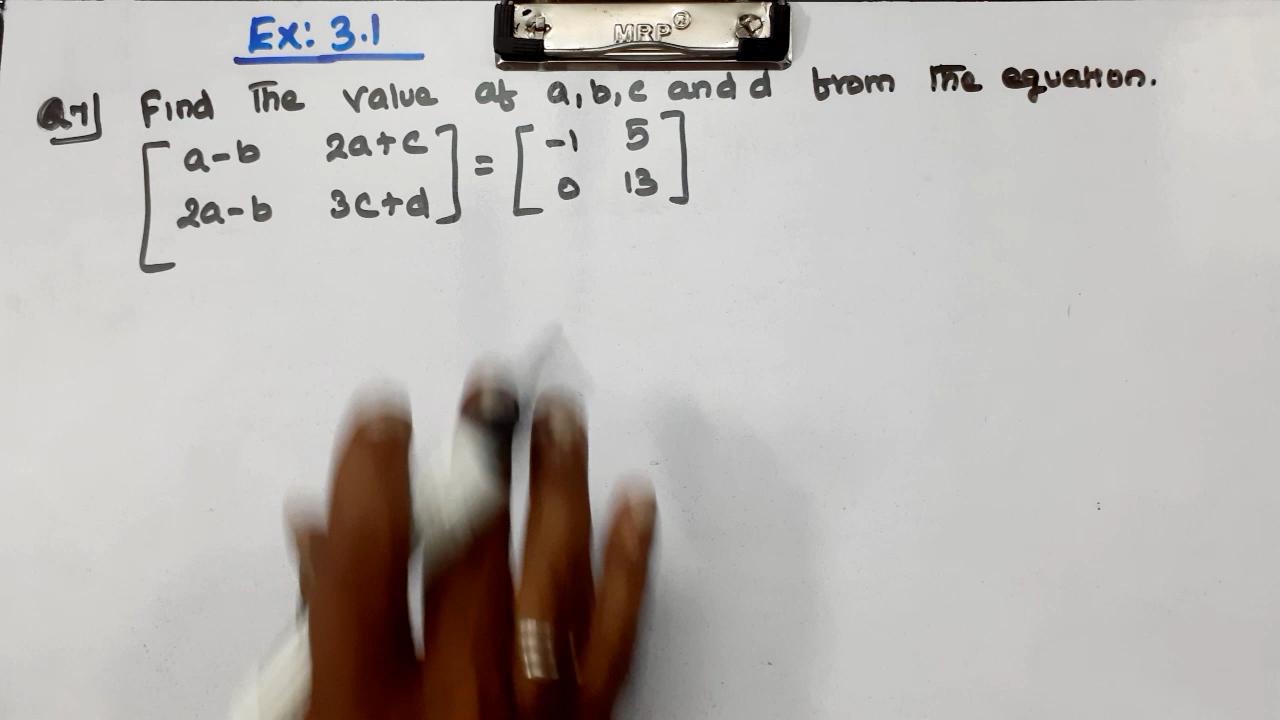 Ex: 3.1
MRP®
Q7] Find The value of a, b, c and d from The equation.
[ a-b 2a+c ] = [ -1 5 ]
[ 2a-b 3c+d ] [ 0 13 ]